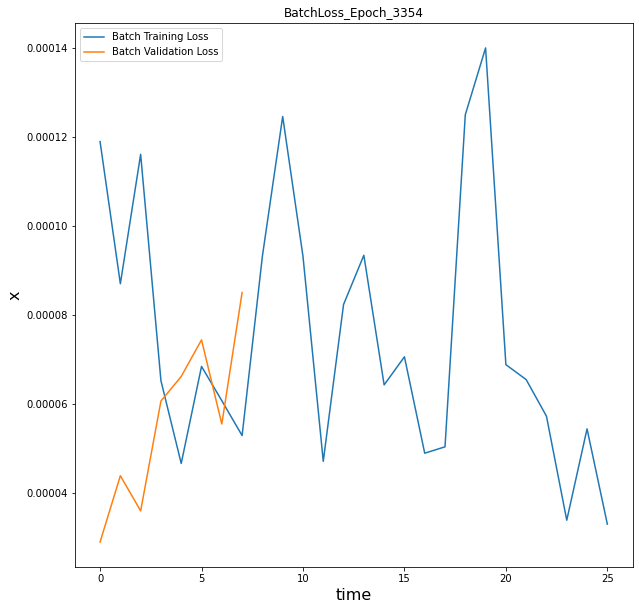 BatchLoss_Epoch_3354
Batch Training Loss
Batch Validation Loss
0.00014
0.00012
0.00010
0.00008
0.00006
0.00004
x
0
5
10
15
20
25
time